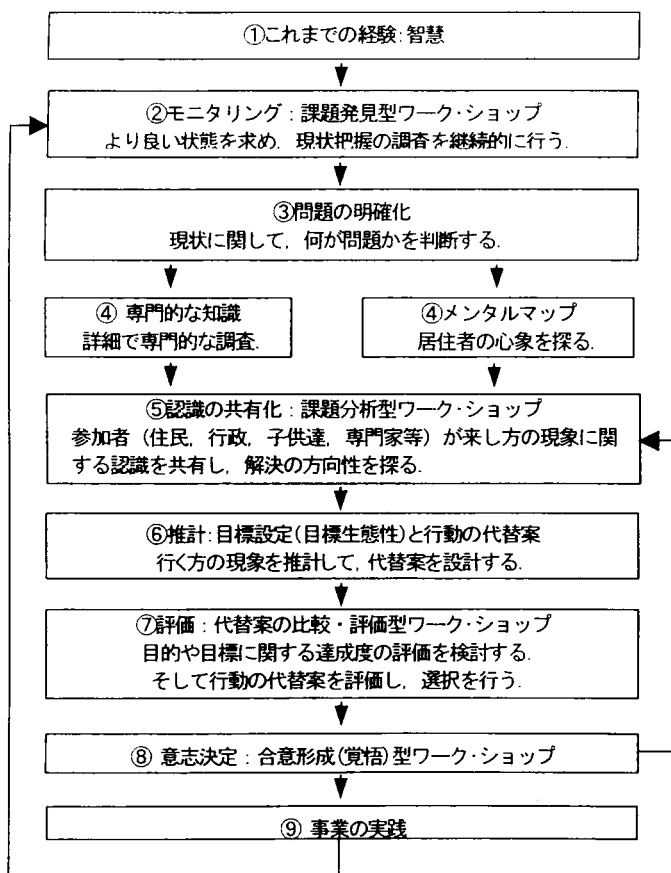 ①これまでの経験：智慧
②モニタリング：課題発見型ワーク・ショップ
より良い状態を求め，現状把握の調査を継続的に行う．
③問題の明確化
現状に関して，何が問題かを判断する．
④ 専門的な知識
詳細で専門的な調査．
④メンタルマップ
居住者の心象を探る．
⑤認識の共有化：課題分析型ワーク・ショップ
参加者（住民，行政，子供達，専門家等）が来し方の現象に関
する認識を共有し，解決の方向性を探る．
⑥推計：目標設定(目標生態性)と行動の代替案
行く方の現象を推計して，代替案を設計する．
⑦評価：代替案の比較・評価型ワーク・ショップ
目的や目標に関する達成度の評価を検討する．
そして行動の代替案を評価し，選択を行う．
⑧ 意志決定：合意形成(覚悟)型ワーク・ショップ
⑨ 事業の実践